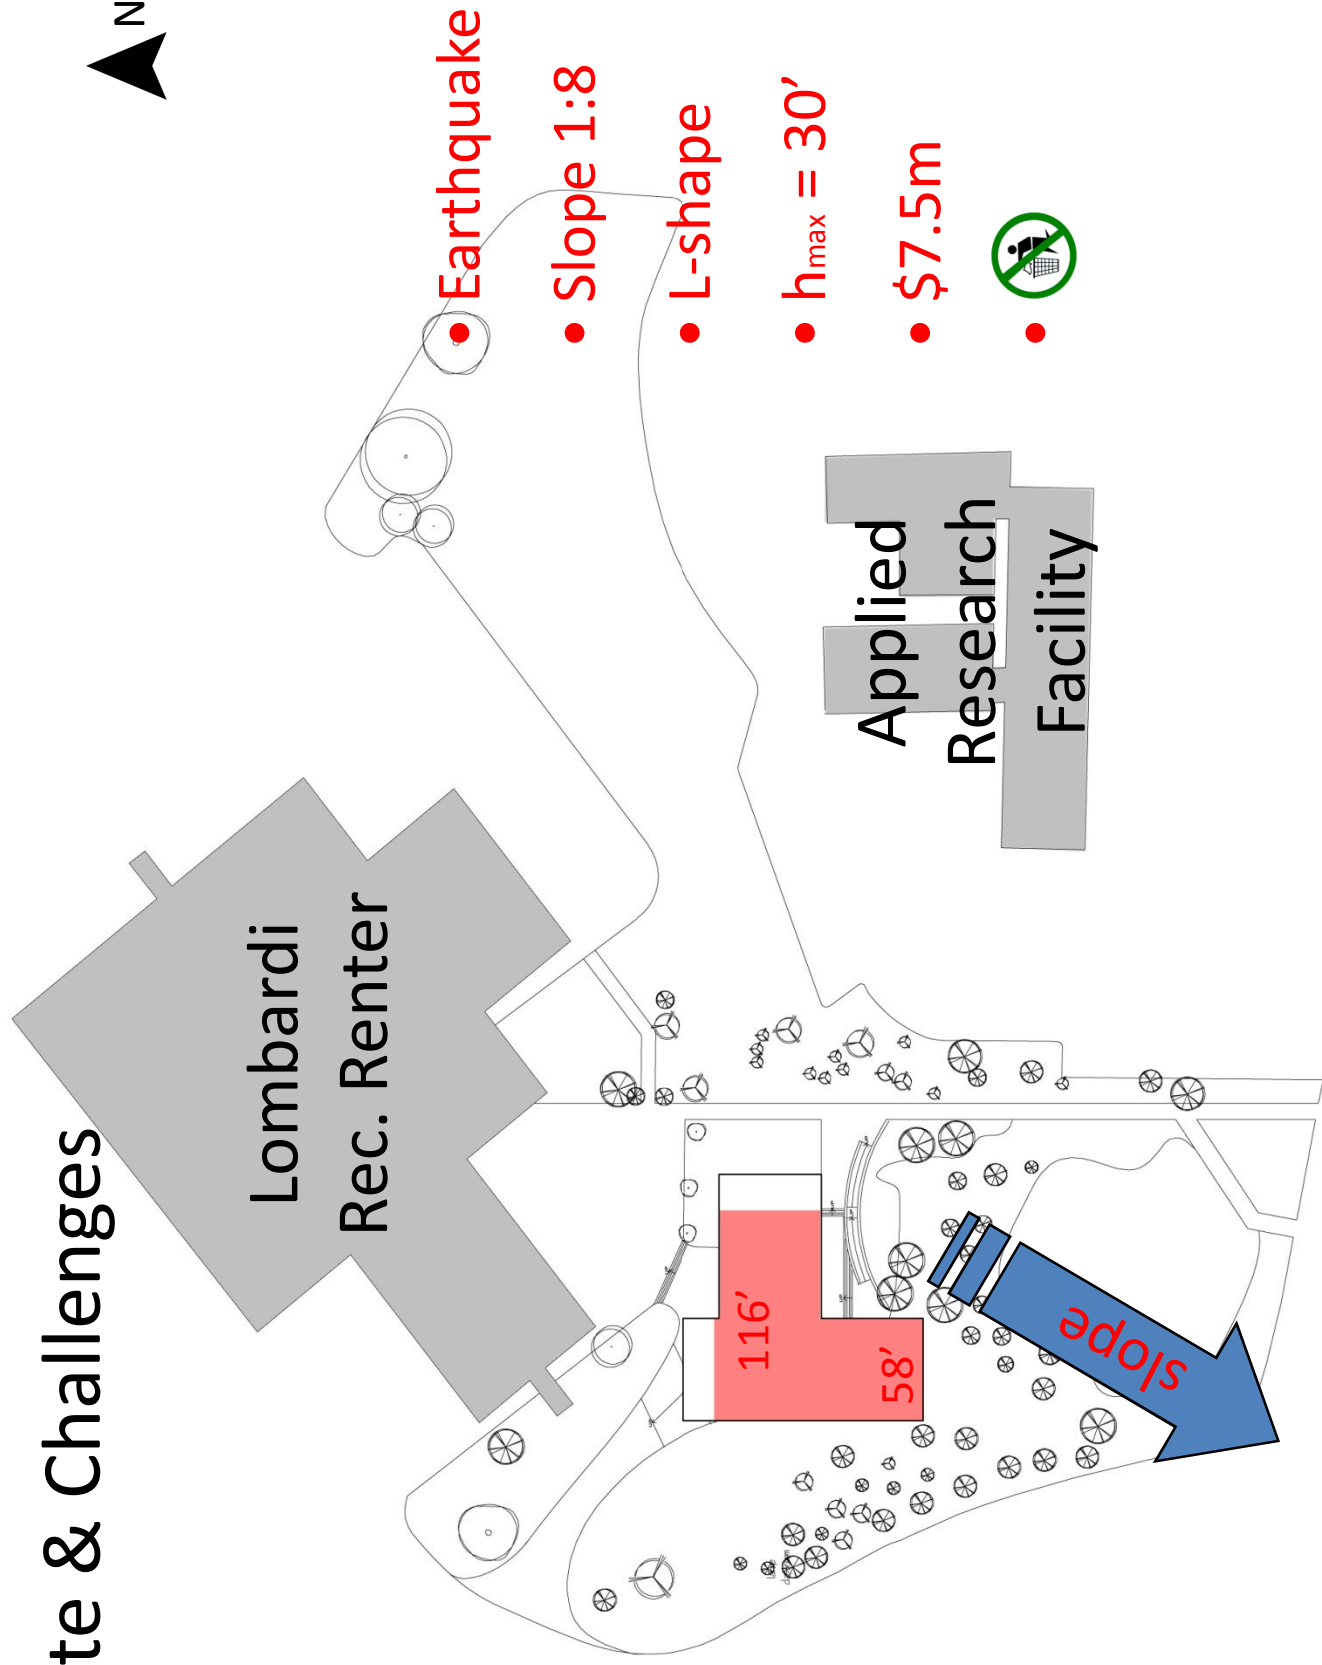 te & Challenges
N
Lombardi
Rec. Renter
Applied
Research
Facility
• Earthquake
• Slope 1:8
• L-shape
• hmax = 30’
• $7.5m
•
116’
58’
slope